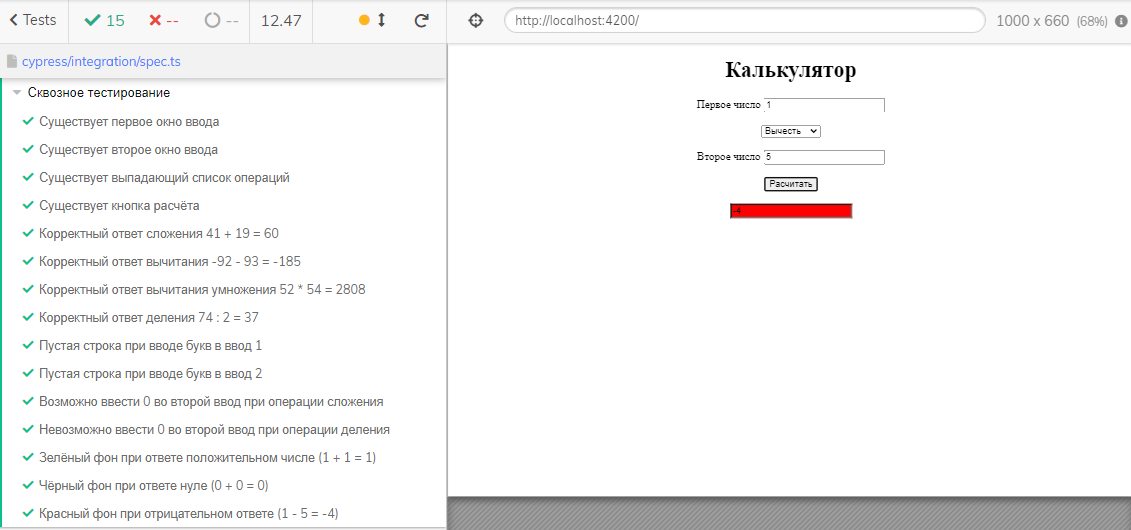 Tests 15 -- -- 12.47 http://localhost:4200/ 1000 x 660 (68%)
cypress/integration/spec.ts
Сквозное тестирование
Существует первое окно ввода
Существует второе окно ввода
Существует выпадающий список операций
Существует кнопка расчёта
Корректный ответ сложения 41 + 19 = 60
Корректный ответ вычитания -92 - 93 = -185
Корректный ответ вычитания умножения 52 * 54 = 2808
Корректный ответ деления 74 : 2 = 37
Пустая строка при вводе букв в ввод 1
Пустая строка при вводе букв в ввод 2
Возможно ввести 0 во второй ввод при операции сложения
Невозможно ввести 0 во второй ввод при операции деления
Зелёный фон при ответе положительном числе (1 + 1 = 1)
Чёрный фон при ответе нуле (0 + 0 = 0)
Красный фон при отрицательном ответе (1 - 5 = -4)
Калькулятор
Первое число 1
Вычесть
Второе число 5
Расчитать
-4